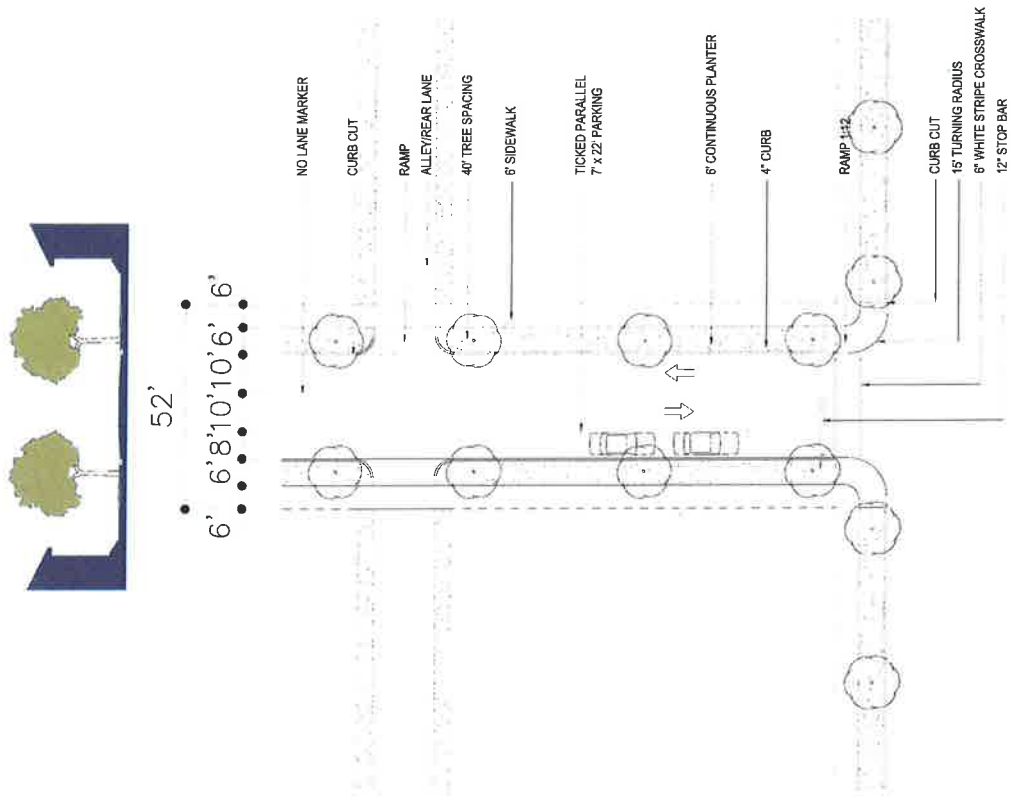 52'
6' 6' 8' 10' 10' 6' 6'
NO LANE MARKER
CURB CUT
RAMP
ALLEY/REAR LANE
40' TREE SPACING
6' SIDEWALK
TICKED PARALLEL
7' x 22' PARKING
6' CONTINUOUS PLANTER
4" CURB
RAMP 1:12
CURB CUT
15' TURNING RADIUS
6" WHITE STRIPE CROSSWALK
12" STOP BAR